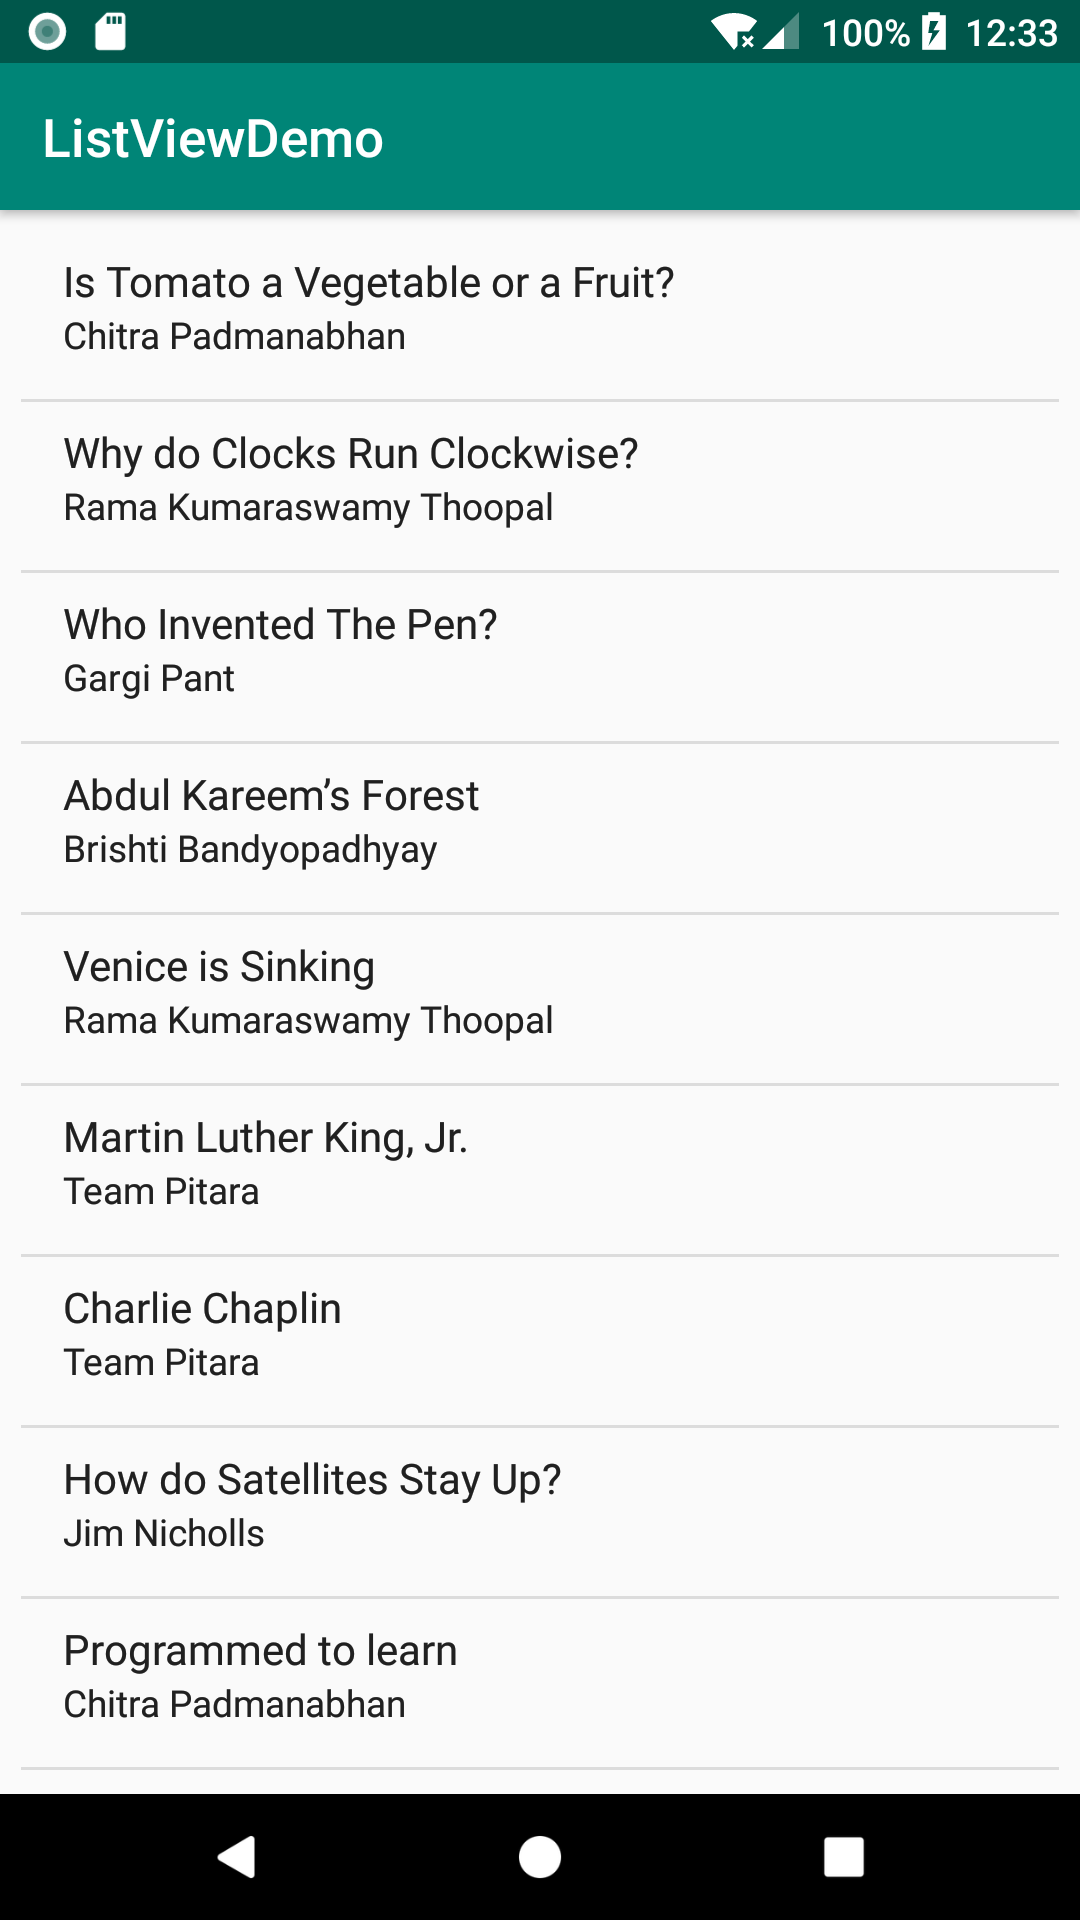 100% 12:33
ListViewDemo
Is Tomato a Vegetable or a Fruit?
Chitra Padmanabhan
Why do Clocks Run Clockwise?
Rama Kumaraswamy Thoopal
Who Invented The Pen?
Gargi Pant
Abdul Kareem’s Forest
Brishti Bandyopadhyay
Venice is Sinking
Rama Kumaraswamy Thoopal
Martin Luther King, Jr.
Team Pitara
Charlie Chaplin
Team Pitara
How do Satellites Stay Up?
Jim Nicholls
Programmed to learn
Chitra Padmanabhan